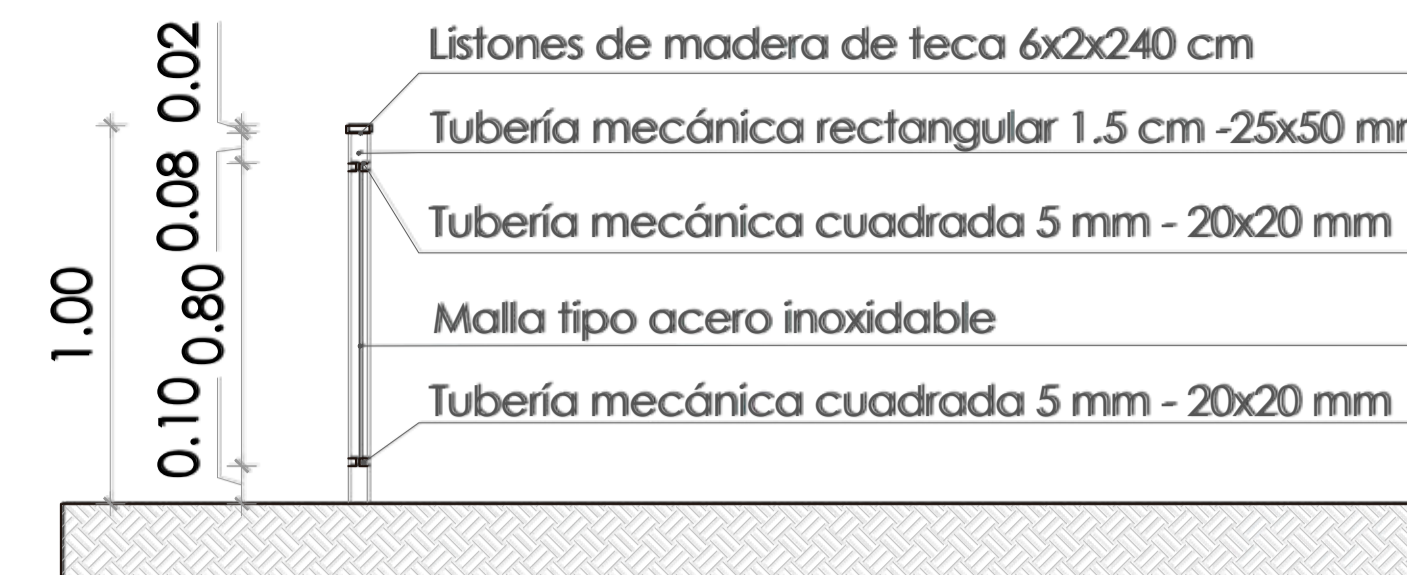 0.02
Listones de madera de teca 6x2x240 cm
Tubería mecánica rectangular 1.5 cm -25x50
0.08
Tubería mecánica cuadrada 5 mm - 20x20 mm
1.00
0.80
Malla tipo acero inoxidable
0.10
Tubería mecánica cuadrada 5 mm - 20x20 mm